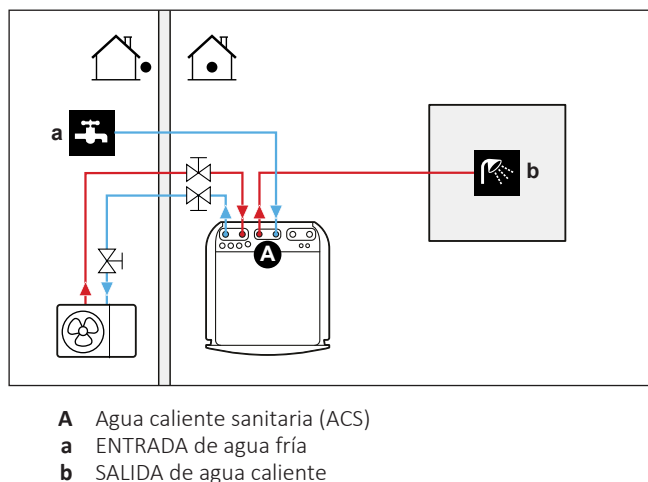 a
b
A
A Agua caliente sanitaria (ACS)
a ENTRADA de agua fría
b SALIDA de agua caliente